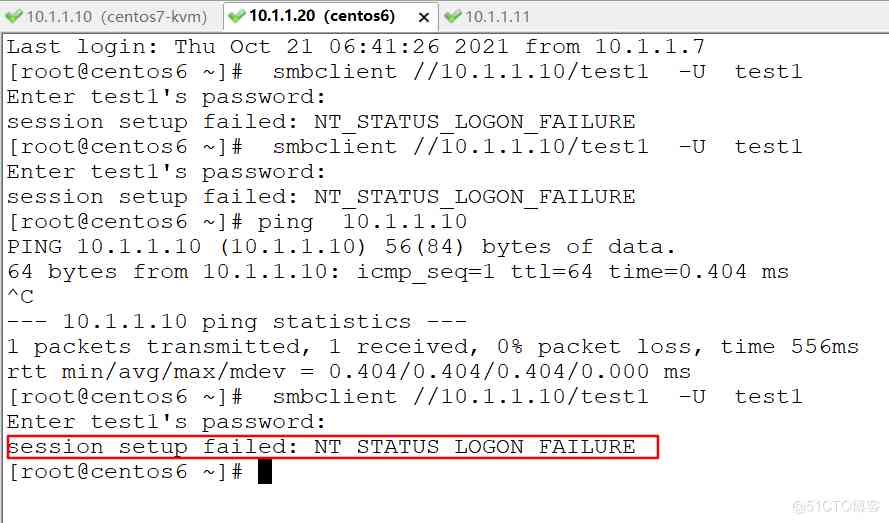 10.1.1.10 (centos7-kvm) 10.1.1.20 (centos6) × 10.1.1.11
Last login: Thu Oct 21 06:41:26 2021 from 10.1.1.7
[root@centos6 ~]#  smbclient //10.1.1.10/test1  -U  test1
Enter test1's password:
session setup failed: NT_STATUS_LOGON_FAILURE
[root@centos6 ~]#  smbclient //10.1.1.10/test1  -U  test1
Enter test1's password:
session setup failed: NT_STATUS_LOGON_FAILURE
[root@centos6 ~]# ping  10.1.1.10
PING 10.1.1.10 (10.1.1.10) 56(84) bytes of data.
64 bytes from 10.1.1.10: icmp_seq=1 ttl=64 time=0.404 ms
^C
--- 10.1.1.10 ping statistics ---
1 packets transmitted, 1 received, 0% packet loss, time 556ms
rtt min/avg/max/mdev = 0.404/0.404/0.404/0.000 ms
[root@centos6 ~]#  smbclient //10.1.1.10/test1  -U  test1
Enter test1's password:
session setup failed: NT_STATUS_LOGON_FAILURE
[root@centos6 ~]#
@51CTO博客